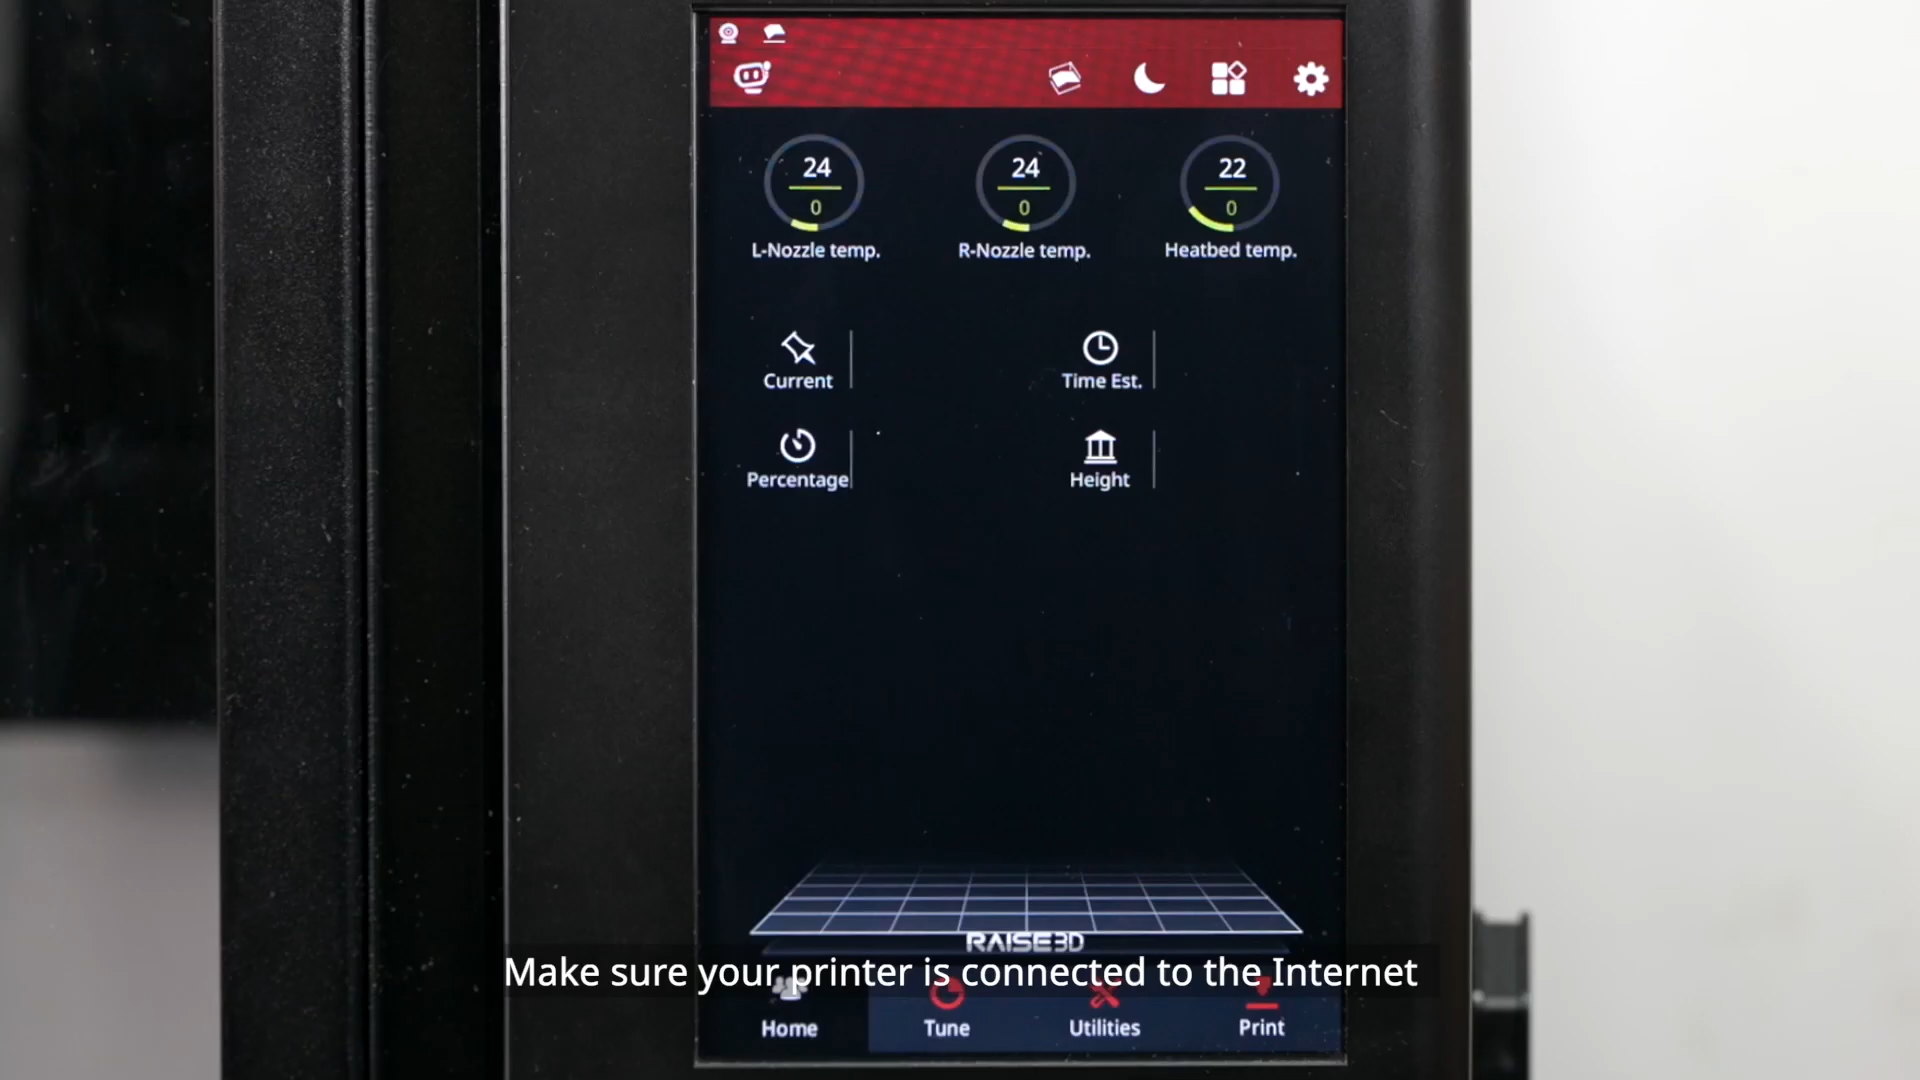 24 24 22
0 0 0
L-Nozzle temp. R-Nozzle temp. Heatbed temp.
Current Time Est.
Percentage Height
RAISE3D
Make sure your printer is connected to the Internet
Home Tune Utilities Print